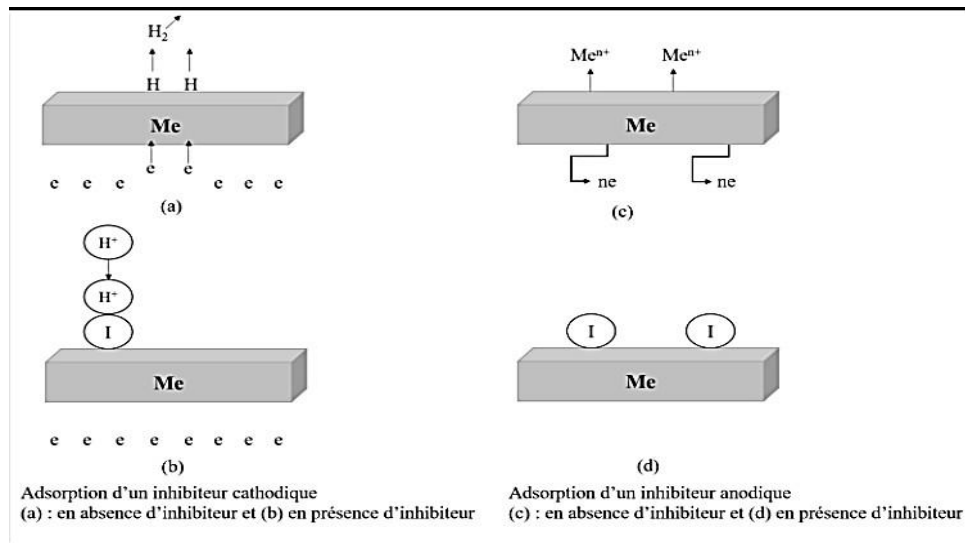 H₂
H H
Me
e e e e e e e e
(a)
H⁺
H⁺
I
Me
e e e e e e e e
(b)
Adsorption d'un inhibiteur cathodique
(a) : en absence d'inhibiteur et (b) en présence d'inhibiteur
Meⁿ⁺ Meⁿ⁺
Me
ne ne
(c)
I I
Me
(d)
Adsorption d'un inhibiteur anodique
(c) : en absence d'inhibiteur et (d) en présence d'inhibiteur